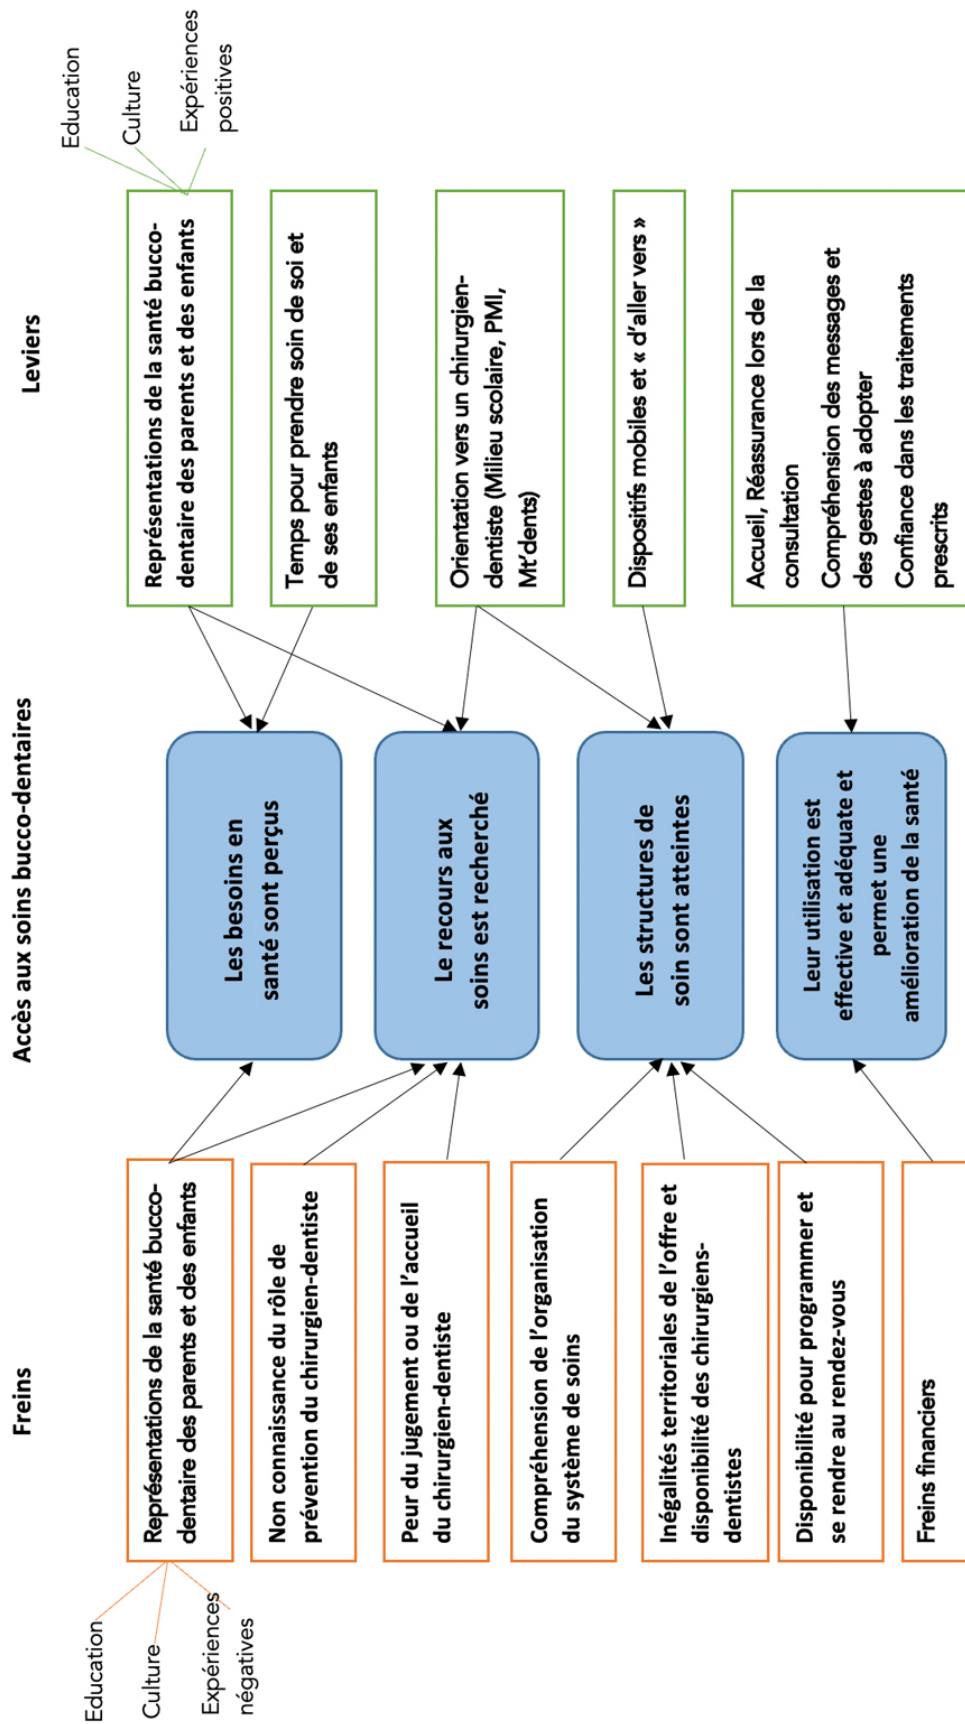 Freins
Accès aux soins bucco-dentaires
Leviers
Education
Culture
Expériences
négatives
Représentations de la santé bucco-
dentaire des parents et des enfants
Non connaissance du rôle de
prévention du chirurgien-dentiste
Peur du jugement ou de l’accueil
du chirurgien-dentiste
Compréhension de l’organisation
du système de soins
Inégalités territoriales de l’offre et
disponibilité des chirurgiens-
dentistes
Disponibilité pour programmer et
se rendre au rendez-vous
Freins financiers
Les besoins en
santé sont perçus
Le recours aux
soins est recherché
Les structures de
soin sont atteintes
Leur utilisation est
effective et adéquate et
permet une
amélioration de la santé
Représentations de la santé bucco-
dentaire des parents et des enfants
Temps pour prendre soin de soi et
de ses enfants
Orientation vers un chirurgien-
dentiste (Milieu scolaire, PMI,
Mt’dents)
Dispositifs mobiles et « d’aller vers »
Accueil, Réassurance lors de la
consultation
Compréhension des messages et
des gestes à adopter
Confiance dans les traitements
prescrits
Education
Culture
Expériences
positives